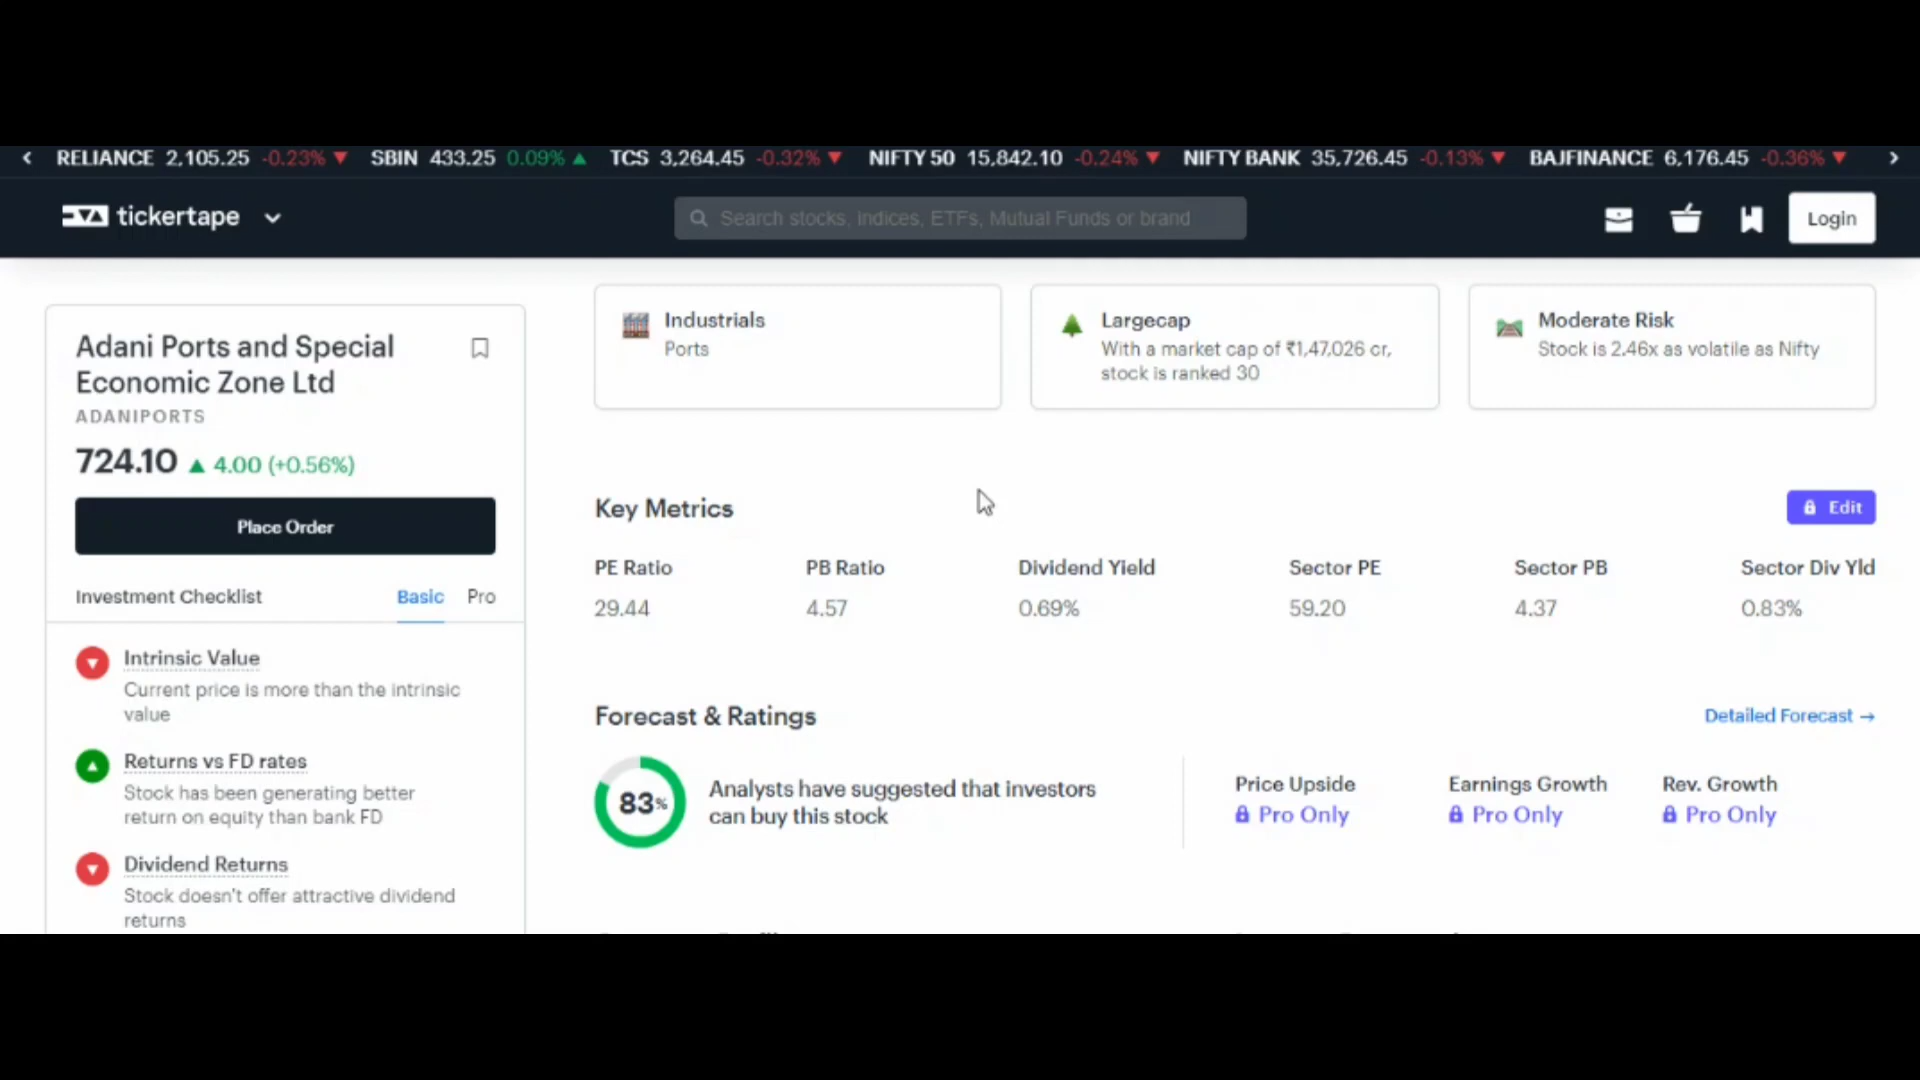 RELIANCE 2,105.25 -0.23% ▼ SBIN 433.25 0.09% ▲ TCS 3,264.45 -0.32% ▼ NIFTY 50 15,842.10 -0.24% ▼ NIFTY BANK 35,726.45 -0.13% ▼ BAJFINANCE 6,176.45 -0.36% ▼
tickertape
Search stocks, indices, ETFs, Mutual Funds or brand
Login
Adani Ports and Special
Economic Zone Ltd
ADANIPORTS
724.10 ▲ 4.00 (+0.56%)
Place Order
Investment Checklist Basic Pro
Intrinsic Value
Current price is more than the intrinsic
value
Returns vs FD rates
Stock has been generating better
return on equity than bank FD
Dividend Returns
Stock doesn't offer attractive dividend
returns
Industrials
Ports
Largecap
With a market cap of ₹1,47,026 cr,
stock is ranked 30
Moderate Risk
Stock is 2.46x as volatile as Nifty
Key Metrics
Edit
PE Ratio PB Ratio Dividend Yield Sector PE Sector PB Sector Div Yld
29.44 4.57 0.69% 59.20 4.37 0.83%
Forecast & Ratings
Detailed Forecast →
83%
Analysts have suggested that investors
can buy this stock
Price Upside Earnings Growth Rev. Growth
Pro Only Pro Only Pro Only